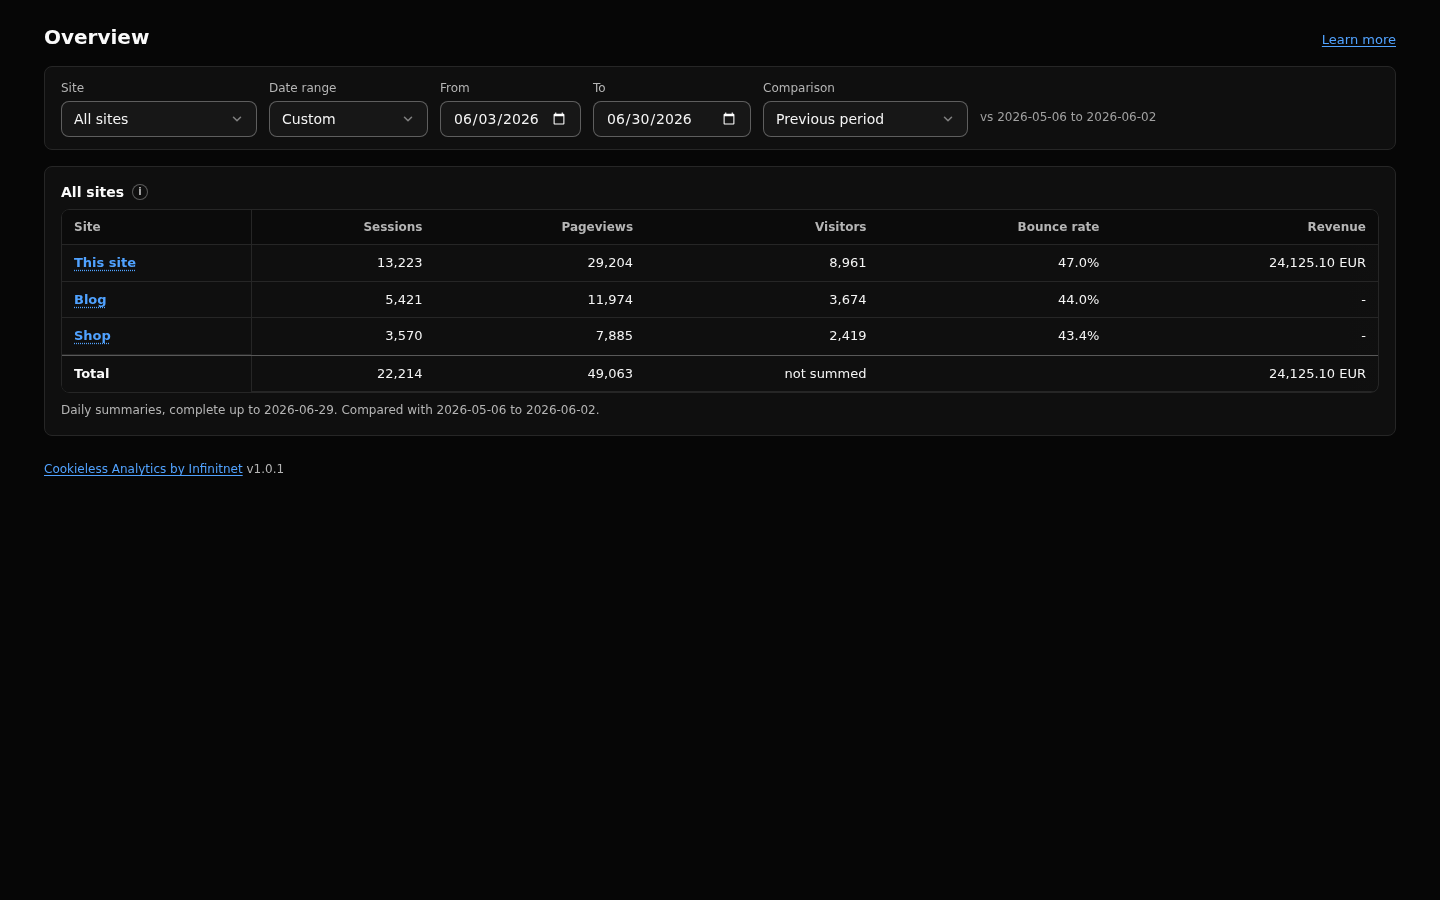 Overview
Learn more
Site Date range From To Comparison
All sites Custom 06/03/2026 06/30/2026 Previous period vs 2026-05-06 to 2026-06-02
All sites i
Site Sessions Pageviews Visitors Bounce rate Revenue
This site 13,223 29,204 8,961 47.0% 24,125.10 EUR
Blog 5,421 11,974 3,674 44.0% -
Shop 3,570 7,885 2,419 43.4% -
Total 22,214 49,063 not summed 24,125.10 EUR
Daily summaries, complete up to 2026-06-29. Compared with 2026-05-06 to 2026-06-02.
Cookieless Analytics by Infinitnet v1.0.1